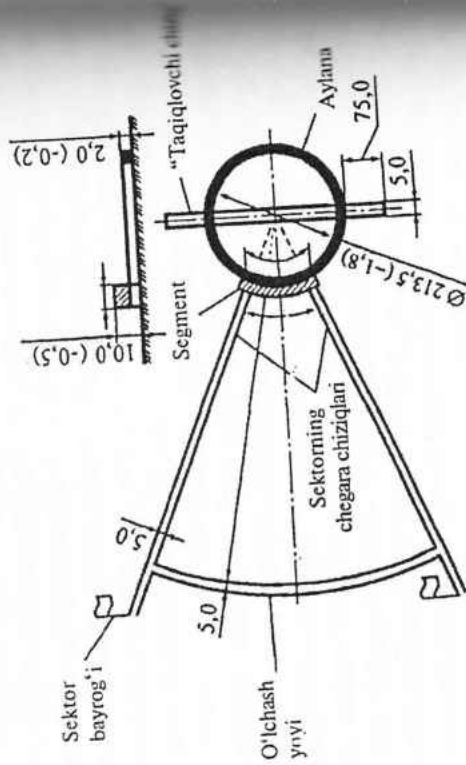 Sektor
bayrog‘i
O‘lchash
yoyi
5,0
5,0
Sektorning
chegara chiziqlari
Segment
10,0 (-0,5)
2,0 (-0,2)
“Taqiqlovchi
Aylana
75,0
5,0
Ø 213,5 (-1,8)